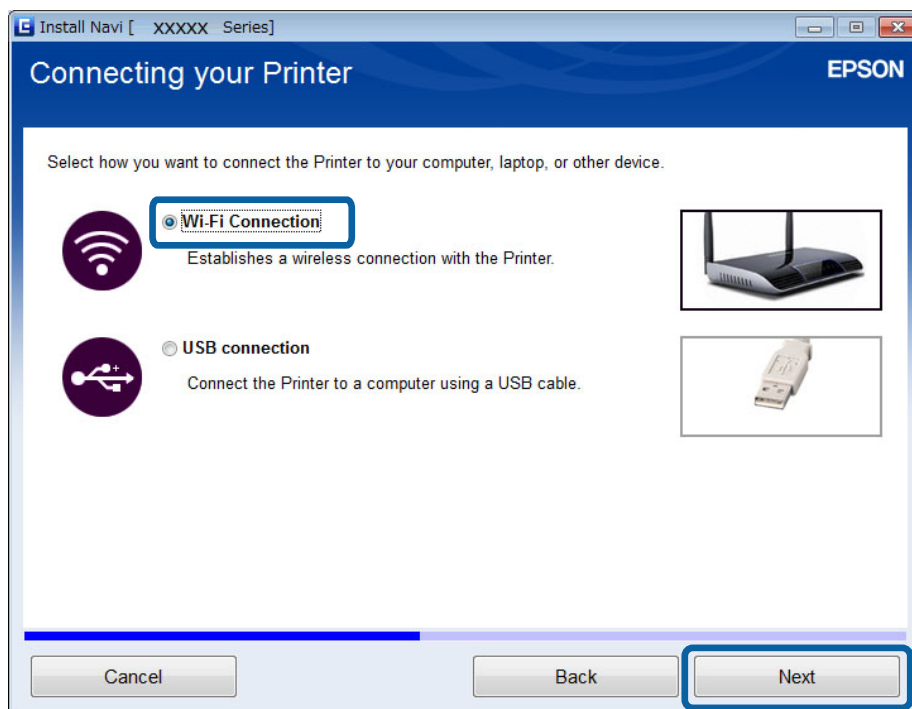 Install Navi [ XXXXX Series]
Connecting your Printer
EPSON
Select how you want to connect the Printer to your computer, laptop, or other device.
Wi-Fi Connection
Establishes a wireless connection with the Printer.
USB connection
Connect the Printer to a computer using a USB cable.
Cancel
Back
Next